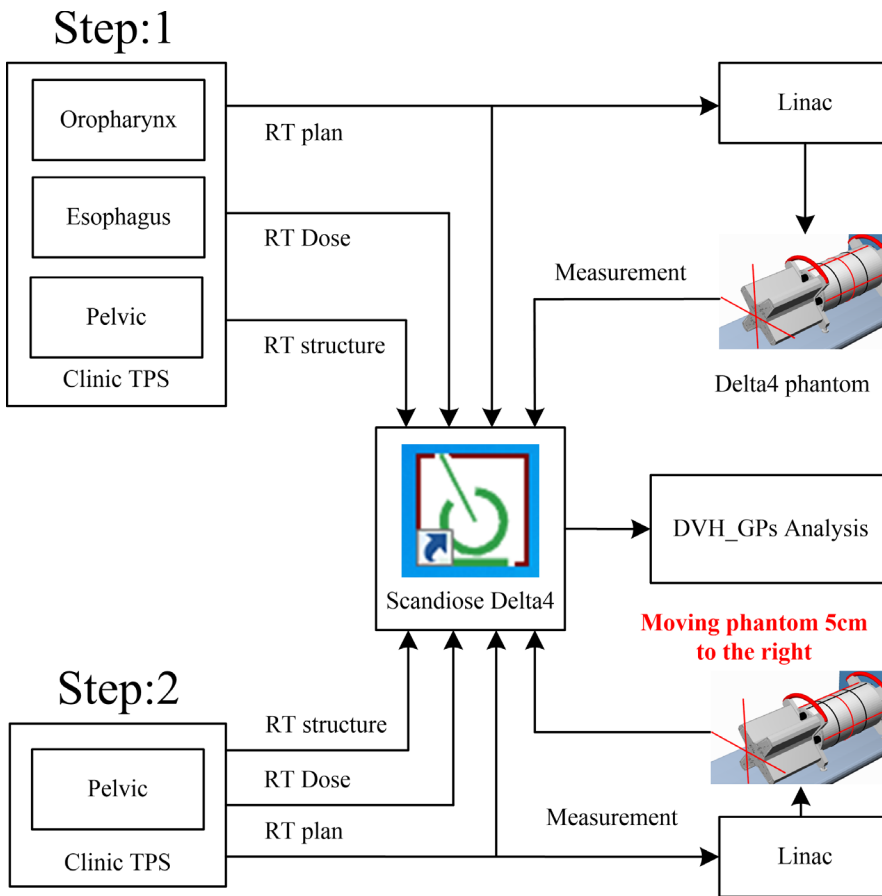 Step:1
Oropharynx
RT plan
Linac
Esophagus
RT Dose
Measurement
Pelvic
RT structure
Clinic TPS
Delta4 phantom
DVH_GPs Analysis
Scandiose Delta4
Moving phantom 5cm
to the right
Step:2
RT structure
Pelvic
RT Dose
RT plan
Measurement
Clinic TPS
Linac